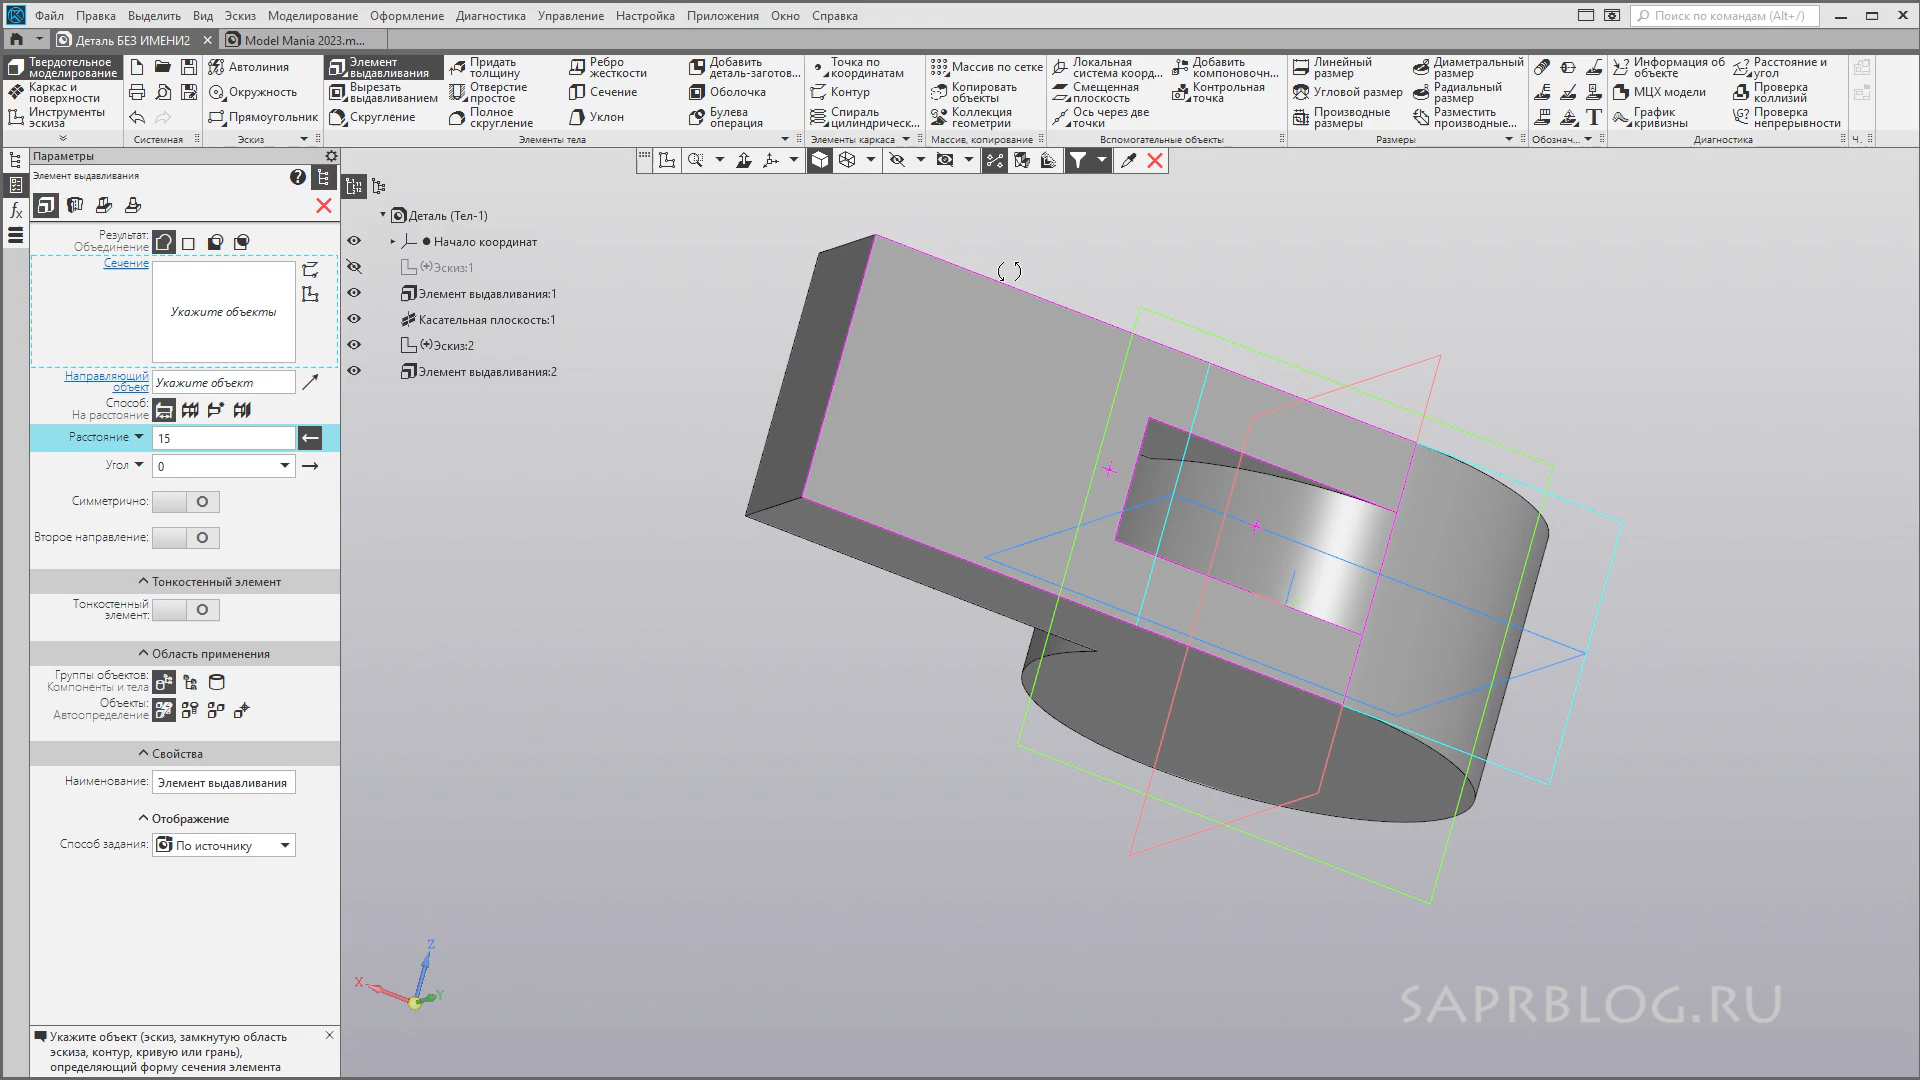 Файл Правка Выделить Вид Эскиз Моделирование Оформление Диагностика Управление Настройка Приложения Окно Справка Поиск по командам (Alt+/)
Деталь БЕЗ ИМЕНИ2 Model Mania 2023.m...
Твердотельное моделирование
Каркас и поверхности
Инструменты эскиза
Системная
Автолиния
Окружность
Прямоугольник
Эскиз
Элемент выдавливания
Вырезать выдавливанием
Скругление
Придать толщину
Отверстие простое
Полное скругление
Ребро жесткости
Сечение
Уклон
Добавить деталь-заготов...
Оболочка
Булева операция
Элементы тела
Точка по координатам
Контур
Спираль цилиндрическ...
Элементы каркаса
Массив по сетке
Копировать объекты
Коллекция геометрии
Массив, копирование
Локальная система коорд...
Смещенная плоскость
Ось через две точки
Добавить компоновочн...
Контрольная точка
Вспомогательные объекты
Линейный размер
Угловой размер
Производные размеры
Диаметральный размер
Радиальный размер
Разместить производные...
Размеры
Обознач...
Информация об объекте
МЦХ модели
График кривизны
Расстояние и угол
Проверка коллизий
Проверка непрерывности
Диагностика
Ч...
Параметры
Элемент выдавливания
Результат:
Объединение
Сечение
Укажите объекты
Направляющий объект
Укажите объект
Способ:
На расстояние
Расстояние 15
Угол 0
Симметрично:
Второе направление:
Тонкостенный элемент
Тонкостенный элемент:
Область применения
Группы объектов:
Компоненты и тела
Объекты:
Автоопределение
Свойства
Наименование: Элемент выдавливания
Отображение
Способ задания: По источнику
Укажите объект (эскиз, замкнутую область
эскиза, контур, кривую или грань),
определяющий форму сечения элемента
Деталь (Тел-1)
Начало координат
(+)Эскиз:1
Элемент выдавливания:1
Касательная плоскость:1
(+)Эскиз:2
Элемент выдавливания:2
Z
X
Y
SAPRBLOG.RU